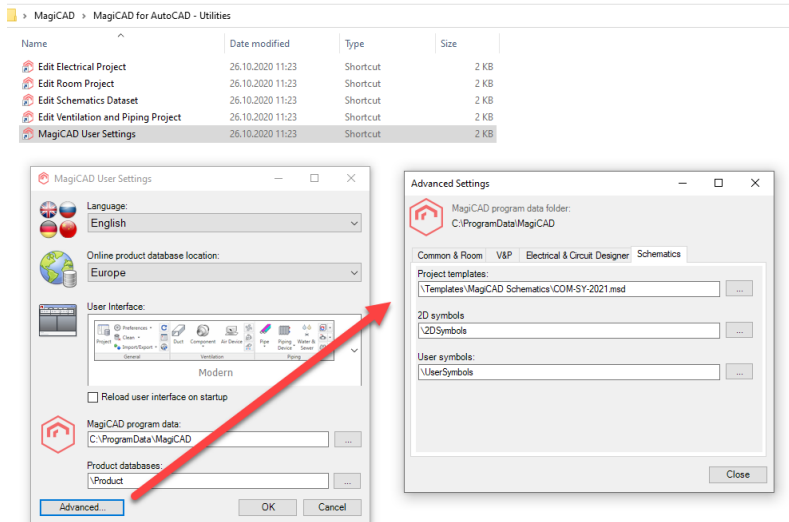 MagiCAD > MagiCAD for AutoCAD - Utilities
Name Date modified Type Size
Edit Electrical Project 26.10.2020 11:23 Shortcut 2 KB
Edit Room Project 26.10.2020 11:23 Shortcut 2 KB
Edit Schematics Dataset 26.10.2020 11:23 Shortcut 2 KB
Edit Ventilation and Piping Project 26.10.2020 11:23 Shortcut 2 KB
MagiCAD User Settings 26.10.2020 11:23 Shortcut 2 KB
MagiCAD User Settings
Language:
English
Online product database location:
Europe
User Interface:
Project
Preferences
Clean
Import/Export
Duct Component Air Device
Pipe Piping Device Water & Sewer
General Ventilation Piping
Modern
Reload user interface on startup
MagiCAD program data:
C:\ProgramData\MagiCAD
...
Product databases:
\Product
...
Advanced... OK Cancel
Advanced Settings
MagiCAD program data folder:
C:\ProgramData\MagiCAD
Common & Room V&P Electrical & Circuit Designer Schematics
Project templates:
\Templates\MagiCAD Schematics\COM-SY-2021.msd
...
2D symbols
\2DSymbols
...
User symbols:
\UserSymbols
...
Close